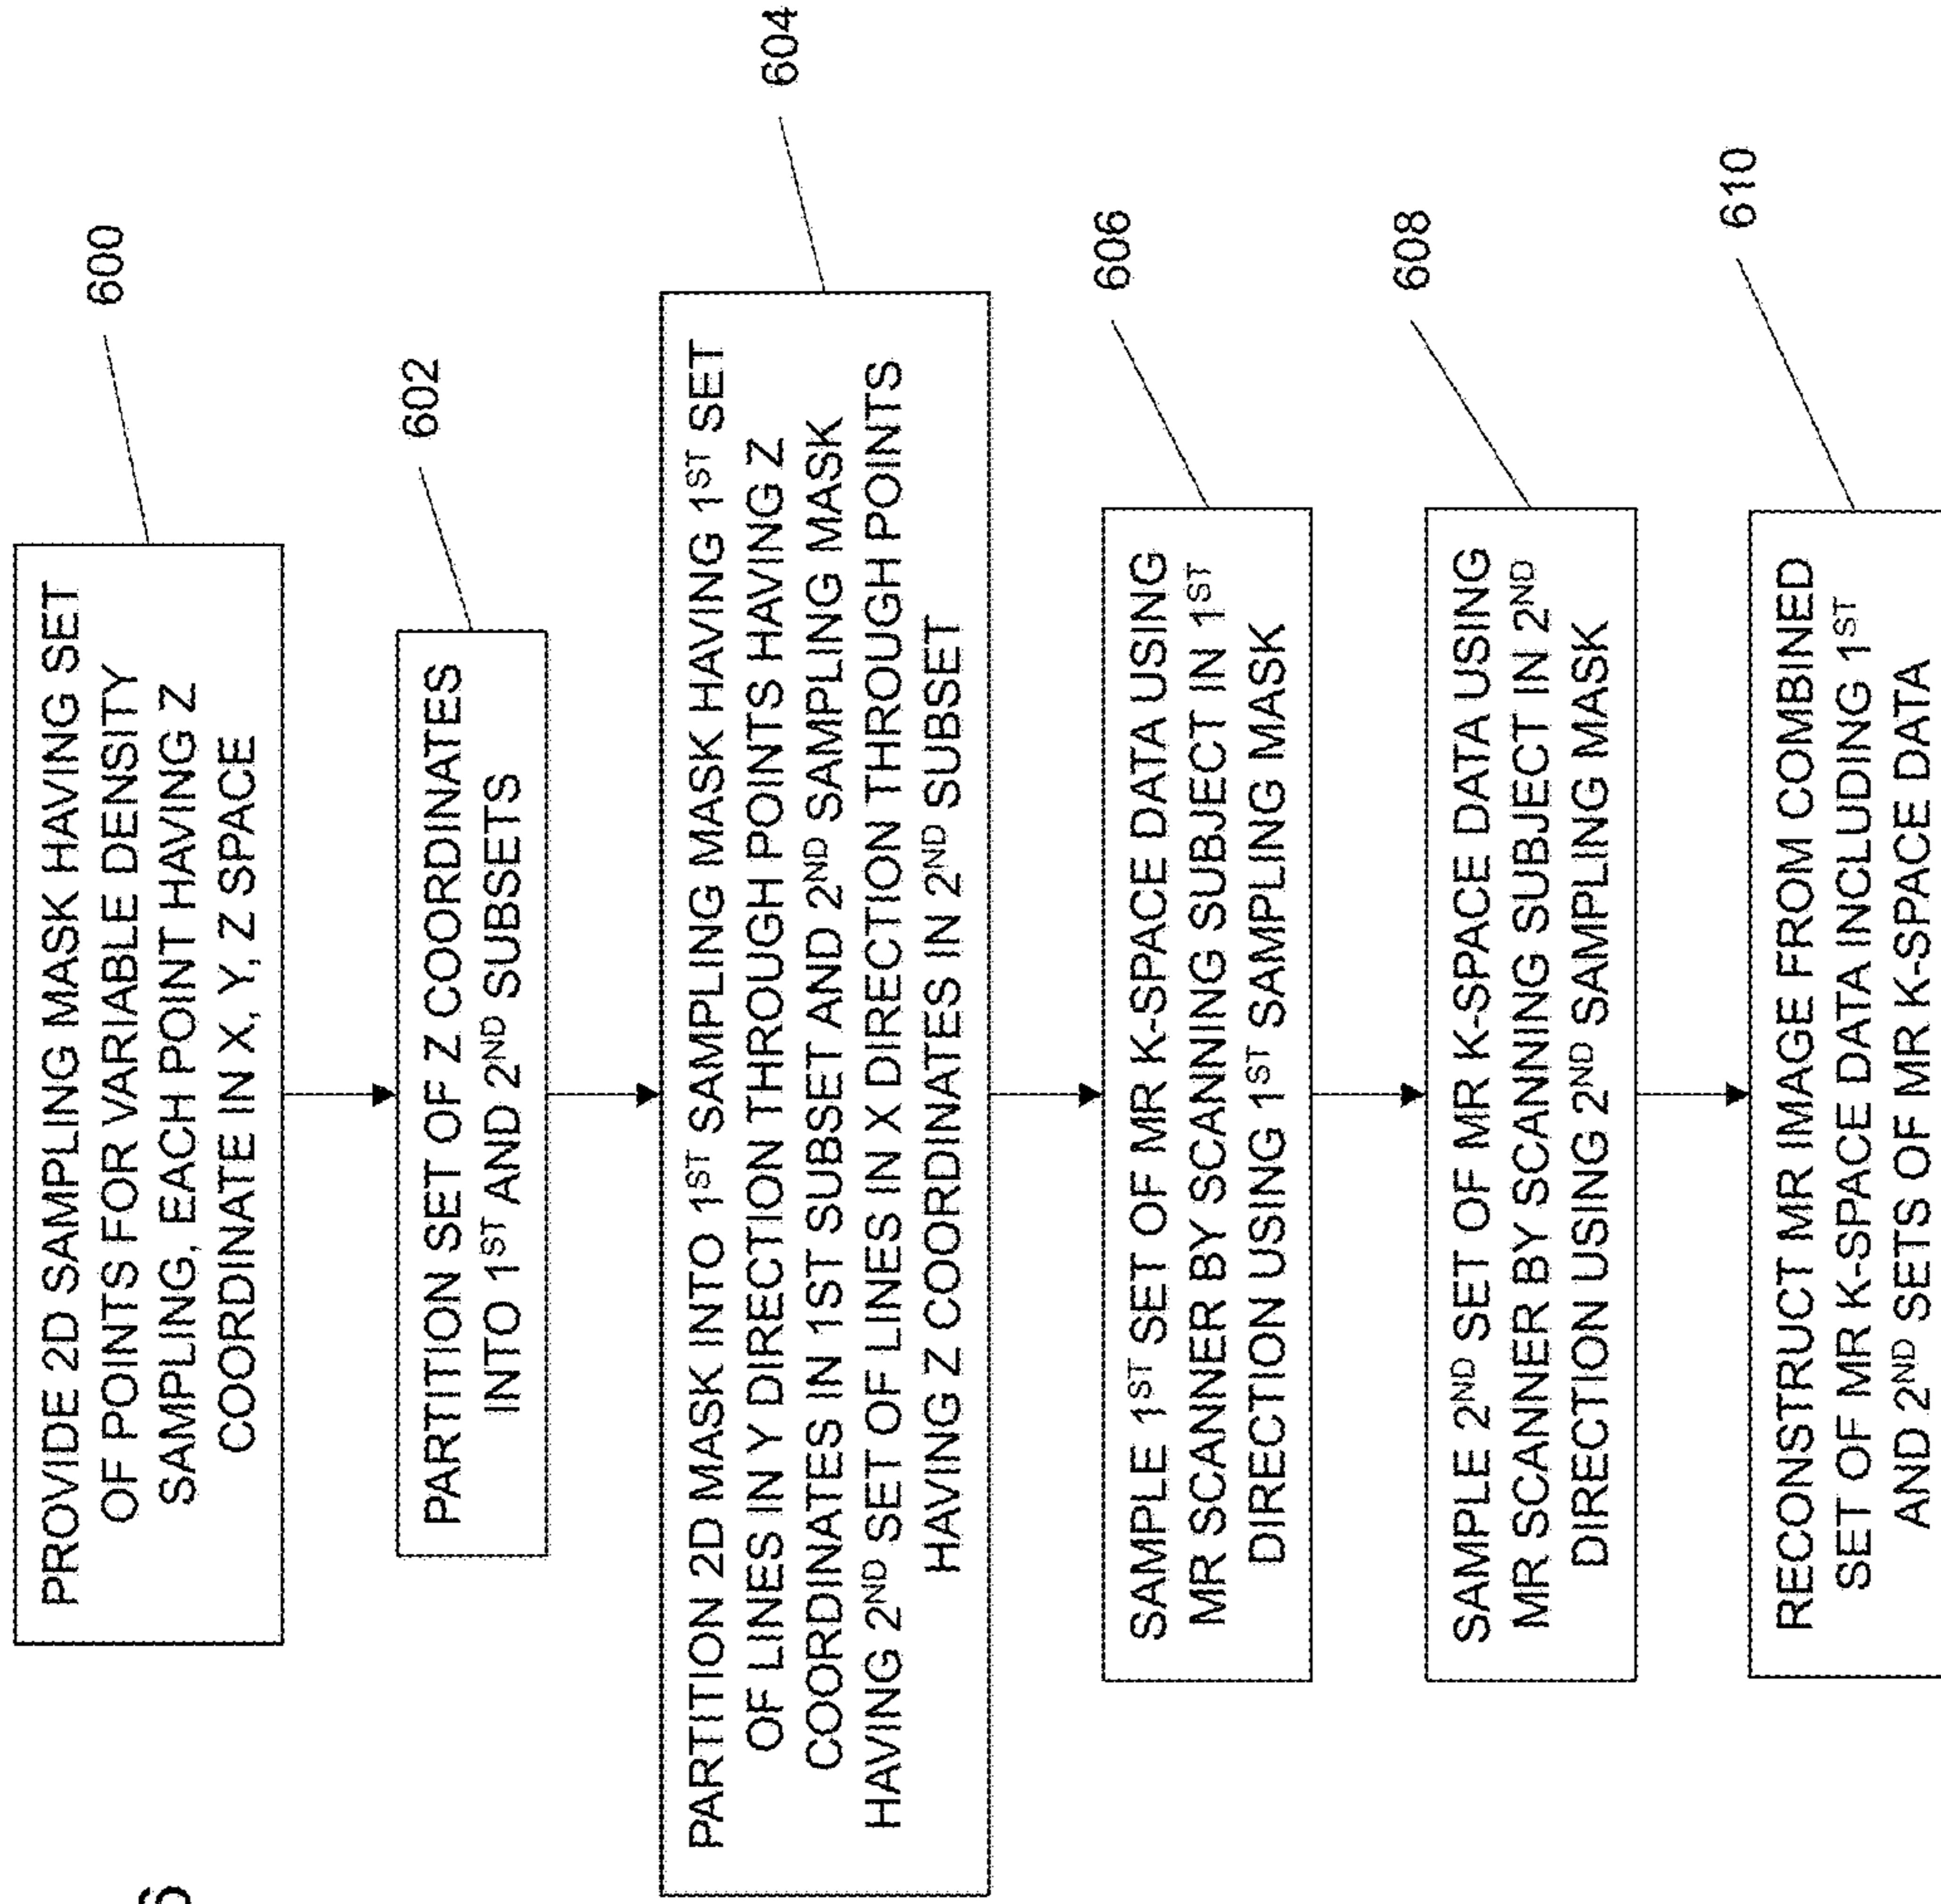 6
PROVIDE 2D SAMPLING MASK HAVING SET
OF POINTS FOR VARIABLE DENSITY
SAMPLING, EACH POINT HAVING Z
COORDINATE IN X, Y, Z SPACE
600
PARTITION SET OF Z COORDINATES
INTO 1ST AND 2ND SUBSETS
602
PARTITION 2D MASK INTO 1ST SAMPLING MASK HAVING 1ST SET
OF LINES IN Y DIRECTION THROUGH POINTS HAVING Z
COORDINATES IN 1ST SUBSET AND 2ND SAMPLING MASK
HAVING 2ND SET OF LINES IN X DIRECTION THROUGH POINTS
HAVING Z COORDINATES IN 2ND SUBSET
604
SAMPLE 1ST SET OF MR K-SPACE DATA USING
MR SCANNER BY SCANNING SUBJECT IN 1ST
DIRECTION USING 1ST SAMPLING MASK
606
SAMPLE 2ND SET OF MR K-SPACE DATA USING
MR SCANNER BY SCANNING SUBJECT IN 2ND
DIRECTION USING 2ND SAMPLING MASK
608
RECONSTRUCT MR IMAGE FROM COMBINED
SET OF MR K-SPACE DATA INCLUDING 1ST
AND 2ND SETS OF MR K-SPACE DATA
610